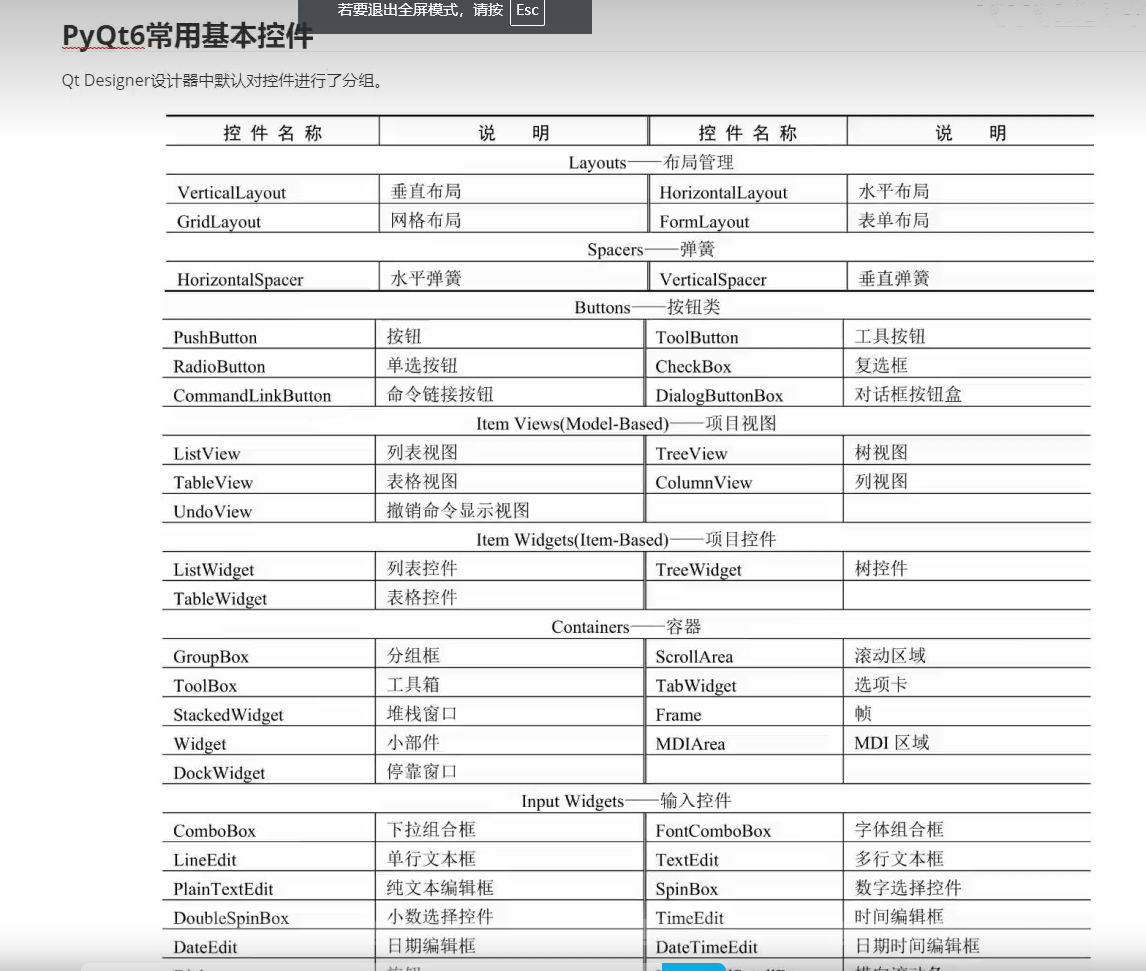 若要退出全屏模式，请按 Esc
PyQt6常用基本控件
Qt Designer设计器中默认对控件进行了分组。
控件名称 说 明 控件名称 说 明
Layouts——布局管理
VerticalLayout 垂直布局 HorizontalLayout 水平布局
GridLayout 网格布局 FormLayout 表单布局
Spacers——弹簧
HorizontalSpacer 水平弹簧 VerticalSpacer 垂直弹簧
Buttons——按钮类
PushButton 按钮 ToolButton 工具按钮
RadioButton 单选按钮 CheckBox 复选框
CommandLinkButton 命令链接按钮 DialogButtonBox 对话框按钮盒
Item Views(Model-Based)——项目视图
ListView 列表视图 TreeView 树视图
TableView 表格视图 ColumnView 列视图
UndoView 撤销命令显示视图
Item Widgets(Item-Based)——项目控件
ListWidget 列表控件 TreeWidget 树控件
TableWidget 表格控件
Containers——容器
GroupBox 分组框 ScrollArea 滚动区域
ToolBox 工具箱 TabWidget 选项卡
StackedWidget 堆栈窗口 Frame 帧
Widget 小部件 MDIArea MDI 区域
DockWidget 停靠窗口
Input Widgets——输入控件
ComboBox 下拉组合框 FontComboBox 字体组合框
LineEdit 单行文本框 TextEdit 多行文本框
PlainTextEdit 纯文本编辑框 SpinBox 数字选择控件
DoubleSpinBox 小数选择控件 TimeEdit 时间编辑框
DateEdit 日期编辑框 DateTimeEdit 日期时间编辑框